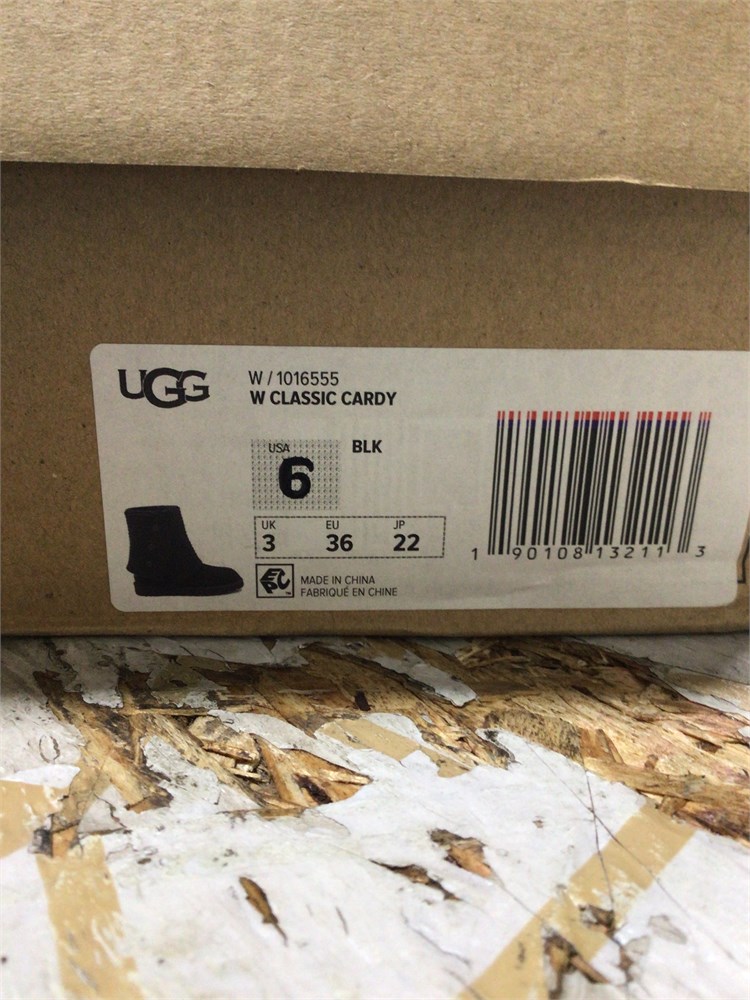 UGG
W / 1016555
W CLASSIC CARDY
USA
6
BLK
UK EU JP
3 36 22
MADE IN CHINA
FABRIQUÉ EN CHINE
1 90108 13211 3